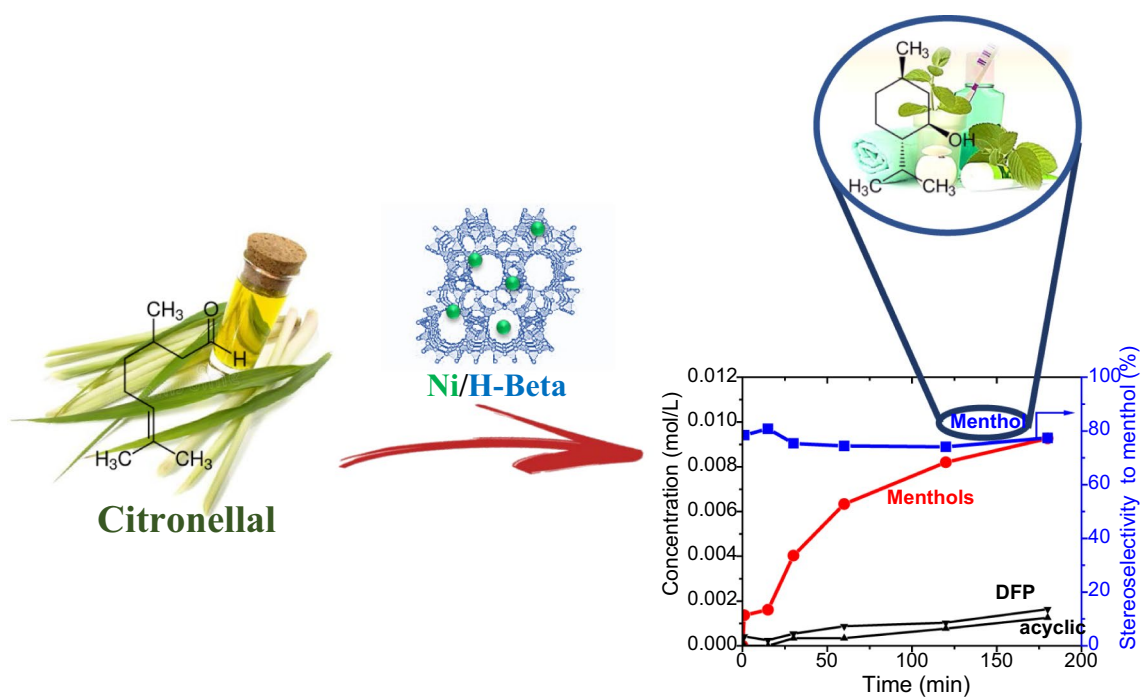 CH₃
OH
H₃C
CH₃
O
CH₃
H
H₃C
CH₃
Citronellal
Ni/H-Beta
0.012
0.010
0.008
0.006
0.004
0.002
0.000
Concentration (mol/L)
Menthol
Menthols
DFP
acyclic
0
50
100
150
200
Time (min)
100
80
60
40
20
0
Stereoselectivity to menthol (%)